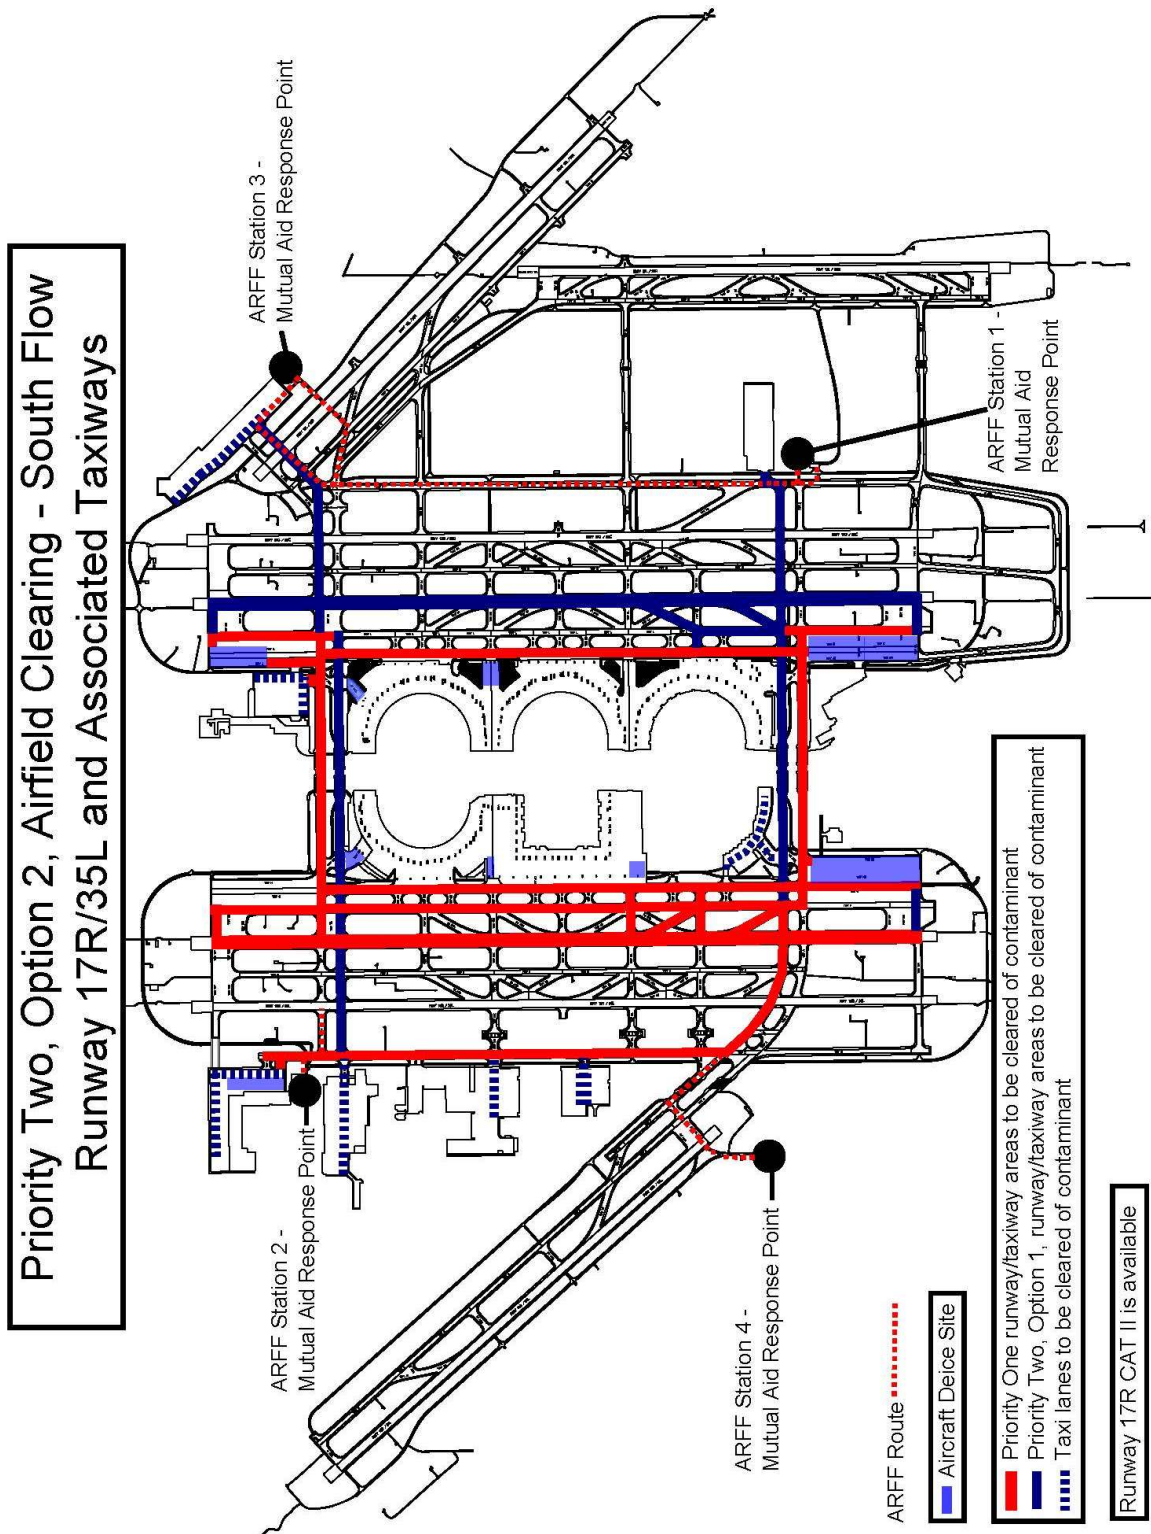 Priority Two, Option 2, Airfield Clearing - South Flow
Runway 17R/35L and Associated Taxiways
ARFF Station 3 -
Mutual Aid Response Point
ARFF Station 2 -
Mutual Aid Response Point
ARFF Station 1 -
Mutual Aid
Response Point
ARFF Station 4 -
Mutual Aid Response Point
ARFF Route
Aircraft Deice Site
Priority One runway/taxiway areas to be cleared of contaminant
Priority Two, Option 1, runway/taxiway areas to be cleared of contaminant
Taxi lanes to be cleared of contaminant
Runway 17R CAT II is available